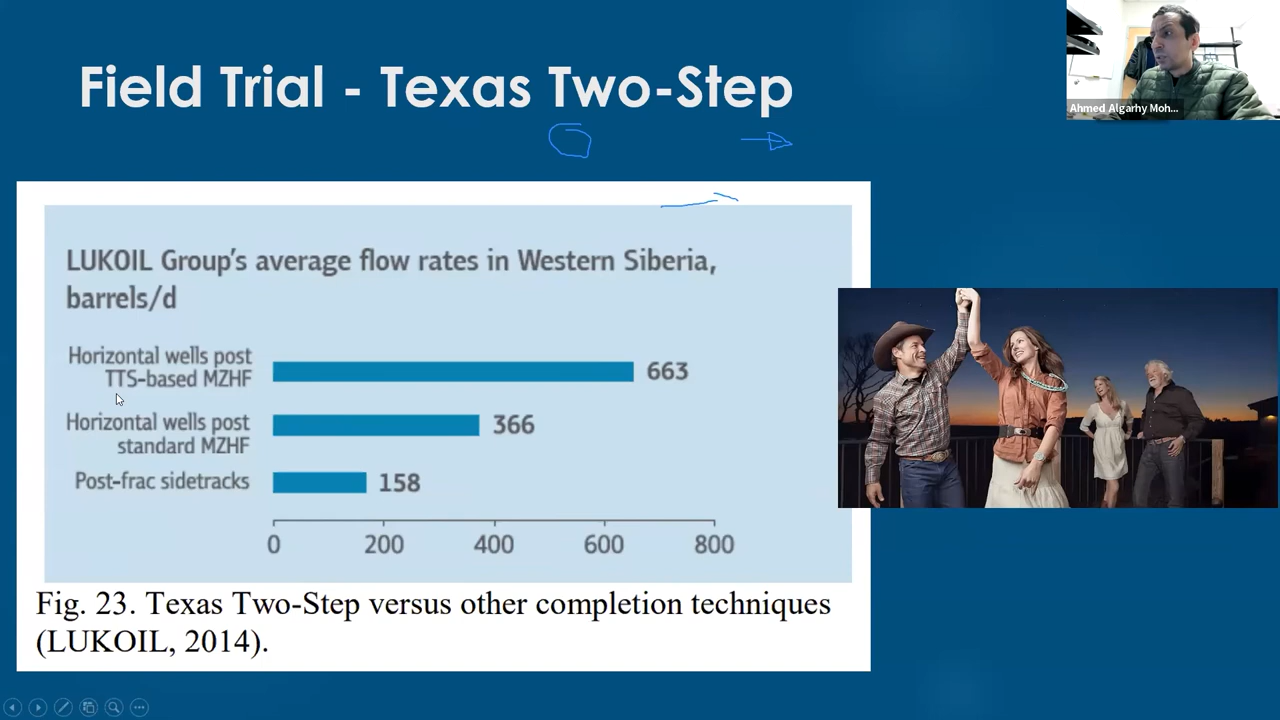 Field Trial - Texas Two-Step
Ahmed Algarhy Moh...
LUKOIL Group's average flow rates in Western Siberia,
barrels/d
Horizontal wells post
TTS-based MZHF
663
Horizontal wells post
standard MZHF
366
Post-frac sidetracks
158
0 200 400 600 800
Fig. 23. Texas Two-Step versus other completion techniques
(LUKOIL, 2014).